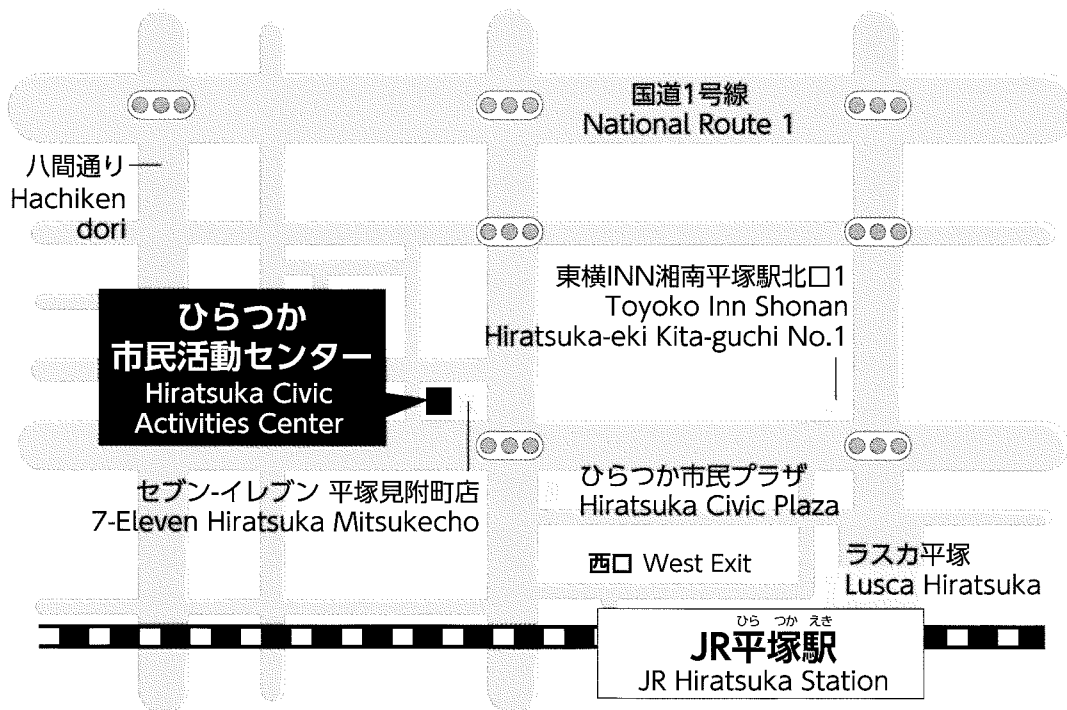 国道1号線
National Route 1
八間通り
Hachiken
dori
東横INN湘南平塚駅北口1
Toyoko Inn Shonan
Hiratsuka-eki Kita-guchi No.1
ひらつか
市民活動センター
Hiratsuka Civic
Activities Center
セブン-イレブン 平塚見附町店
7-Eleven Hiratsuka Mitsukecho
ひらつか市民プラザ
Hiratsuka Civic Plaza
西口 West Exit
ラスカ平塚
Lusca Hiratsuka
ひら つか えき
JR平塚駅
JR Hiratsuka Station